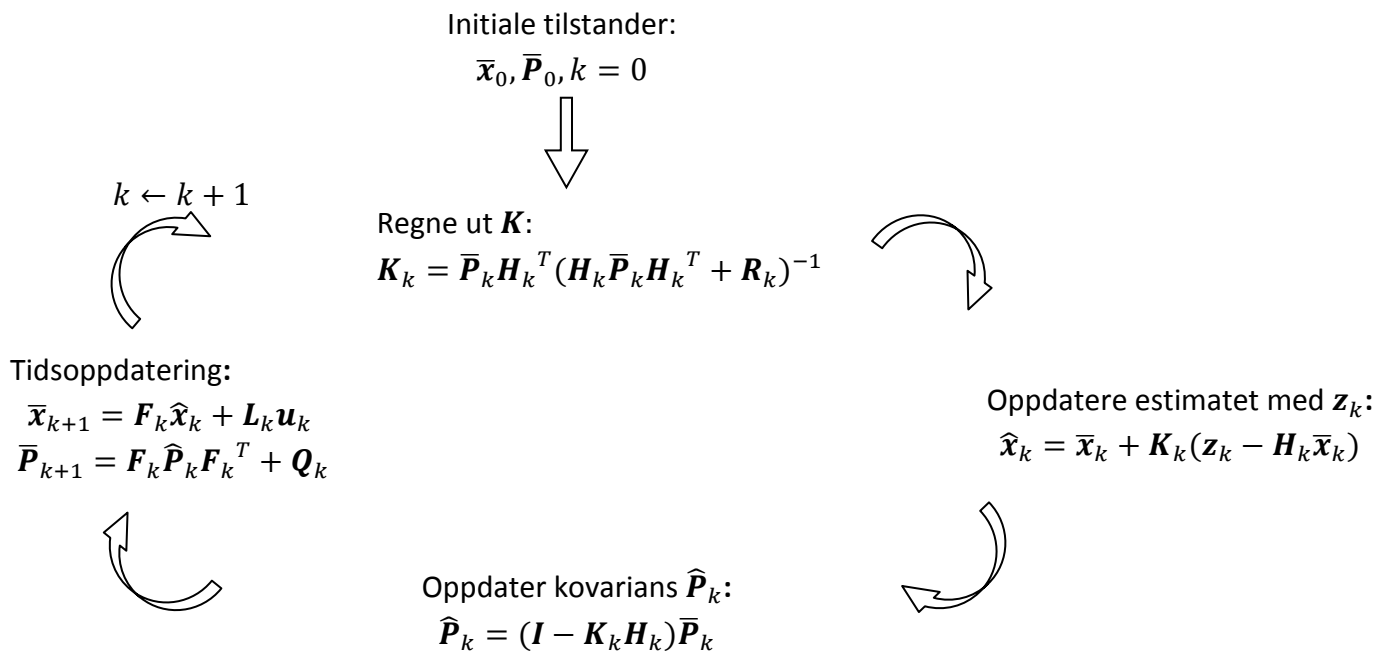 Initiale tilstander:
x̄₀, P̄₀, k = 0
k ← k + 1
Regne ut K:
Kₖ = P̄ₖHₖᵀ(HₖP̄ₖHₖᵀ + Rₖ)⁻¹
Oppdatere estimatet med zₖ:
x̂ₖ = x̄ₖ + Kₖ(zₖ − Hₖx̄ₖ)
Oppdater kovarians P̂ₖ:
P̂ₖ = (I − KₖHₖ)P̄ₖ
Tidsoppdatering:
x̄ₖ₊₁ = Fₖx̂ₖ + Lₖuₖ
P̄ₖ₊₁ = FₖP̂ₖFₖᵀ + Qₖ